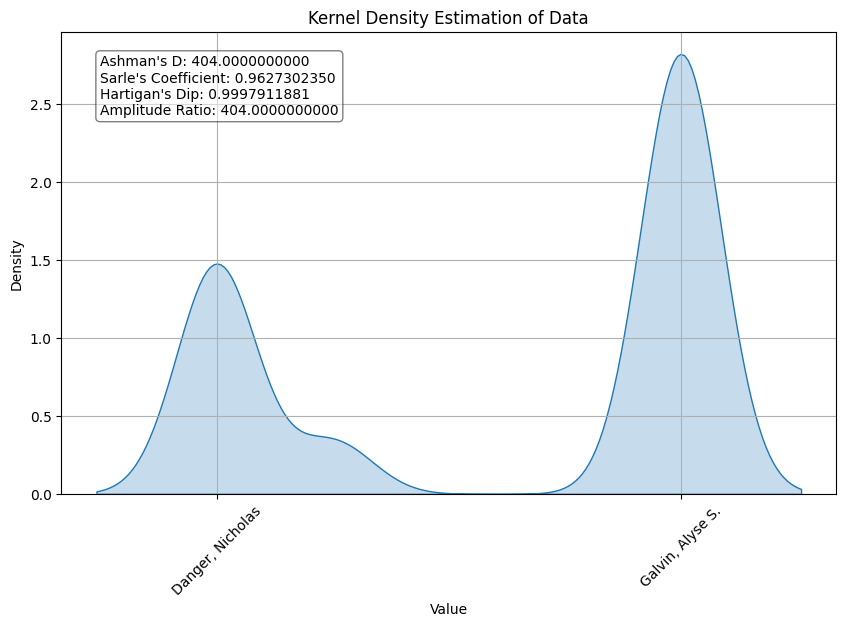 Kernel Density Estimation of Data
Ashman's D: 404.0000000000
Sarle's Coefficient: 0.9627302350
Hartigan's Dip: 0.9997911881
Amplitude Ratio: 404.0000000000
Density
2.5
2.0
1.5
1.0
0.5
0.0
Danger, Nicholas
Galvin, Alyse S.
Value